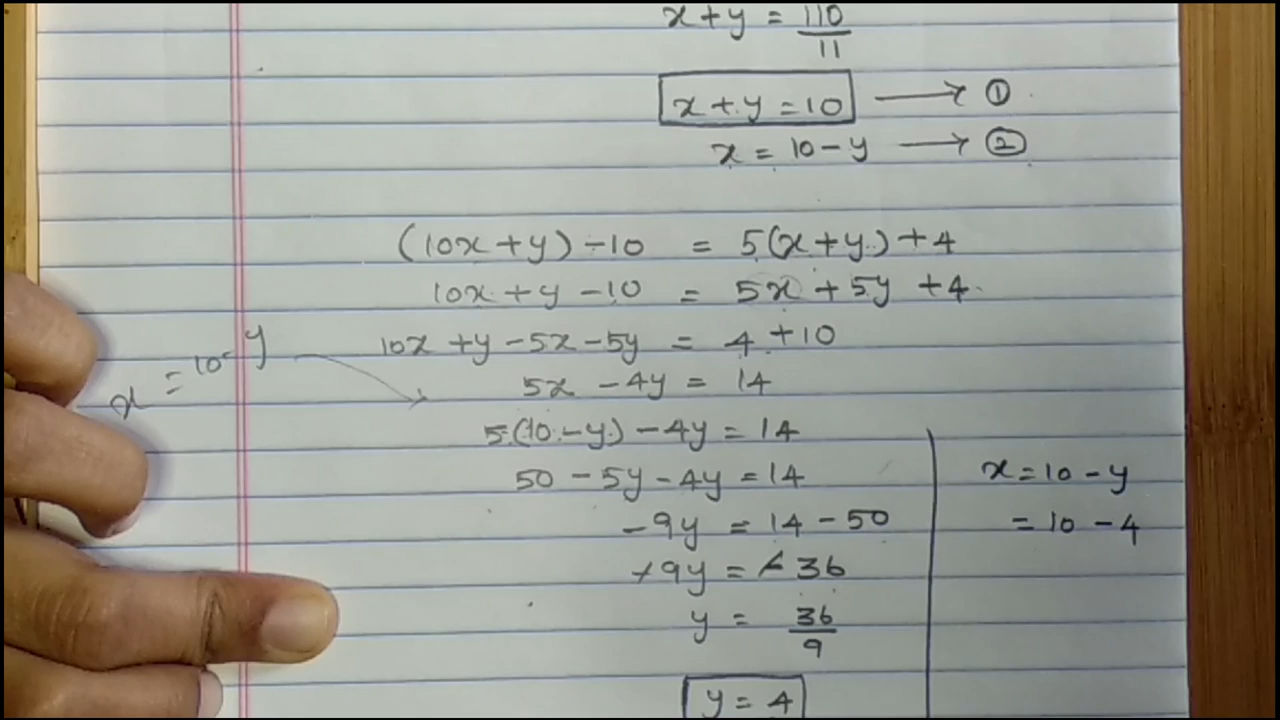 x + y = 110/11
x + y = 10 → ①
x = 10 - y → ②
(10x + y) - 10 = 5(x + y) + 4
10x + y - 10 = 5x + 5y + 4
10x + y - 5x - 5y = 4 + 10
x = 10 - y
5x - 4y = 14
5(10 - y) - 4y = 14
50 - 5y - 4y = 14
-9y = 14 - 50
-9y = -36
y = 36/9
y = 4
x = 10 - y
= 10 - 4